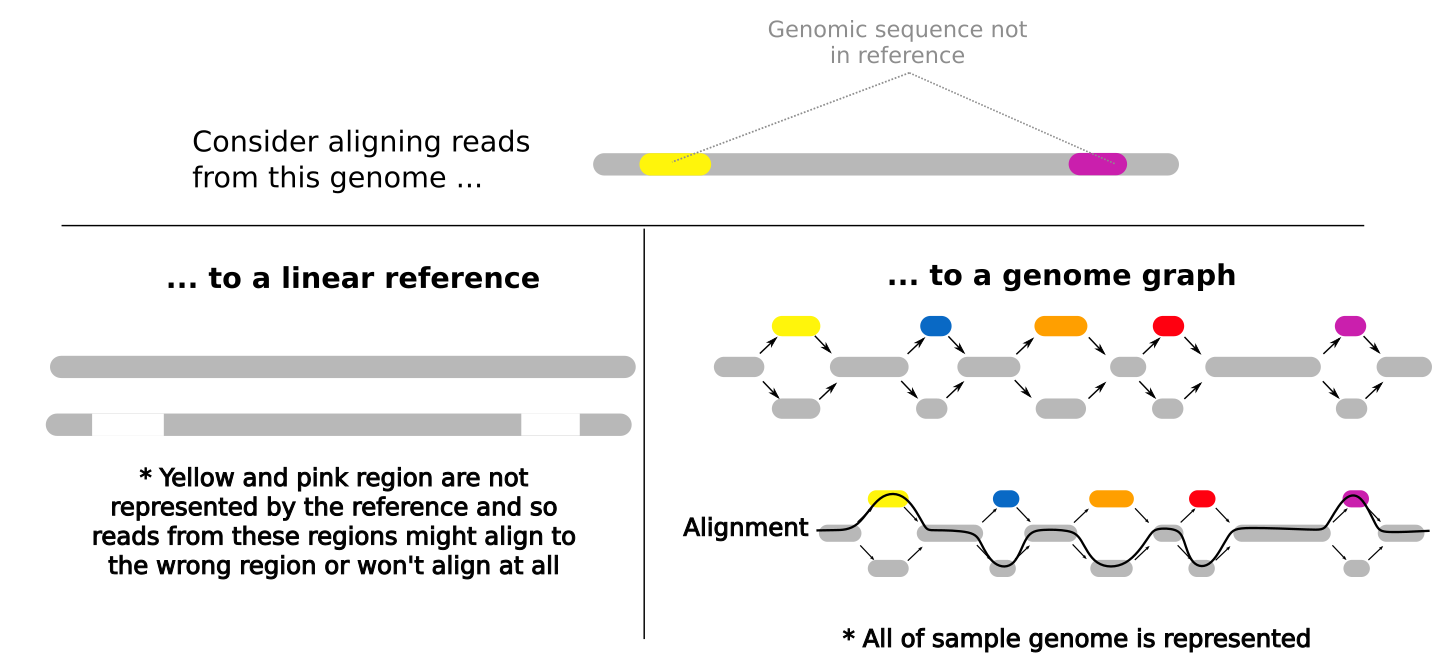 Genomic sequence not
in reference
Consider aligning reads
from this genome ...
... to a linear reference
* Yellow and pink region are not
represented by the reference and so
reads from these regions might align to
the wrong region or won't align at all
... to a genome graph
Alignment
* All of sample genome is represented